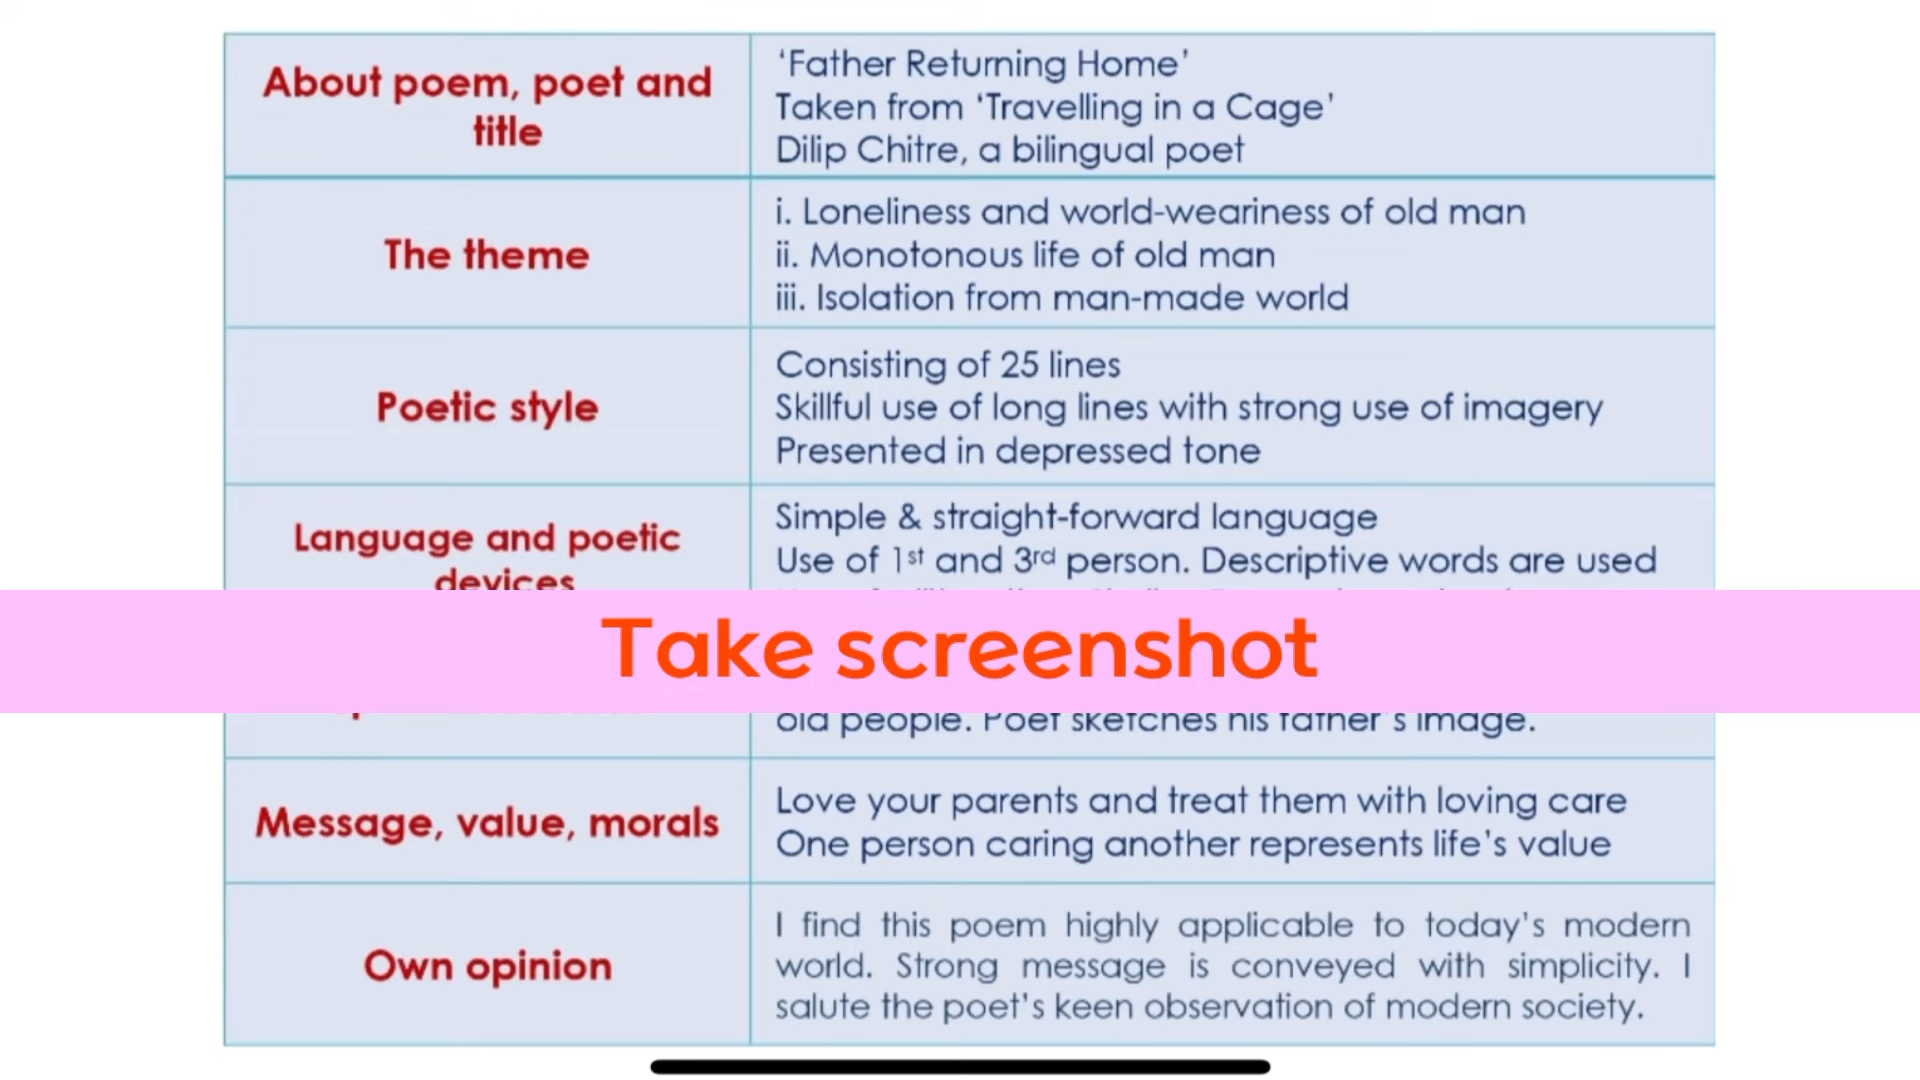 About poem, poet and
title
‘Father Returning Home’
Taken from ‘Travelling in a Cage’
Dilip Chitre, a bilingual poet
The theme
i. Loneliness and world-weariness of old man
ii. Monotonous life of old man
iii. Isolation from man-made world
Poetic style
Consisting of 25 lines
Skillful use of long lines with strong use of imagery
Presented in depressed tone
Language and poetic
devices
Simple & straight-forward language
Use of 1st and 3rd person. Descriptive words are used
Take screenshot
old people. Poet sketches his father’s image.
Message, value, morals
Love your parents and treat them with loving care
One person caring another represents life’s value
Own opinion
I find this poem highly applicable to today’s modern
world. Strong message is conveyed with simplicity. I
salute the poet’s keen observation of modern society.